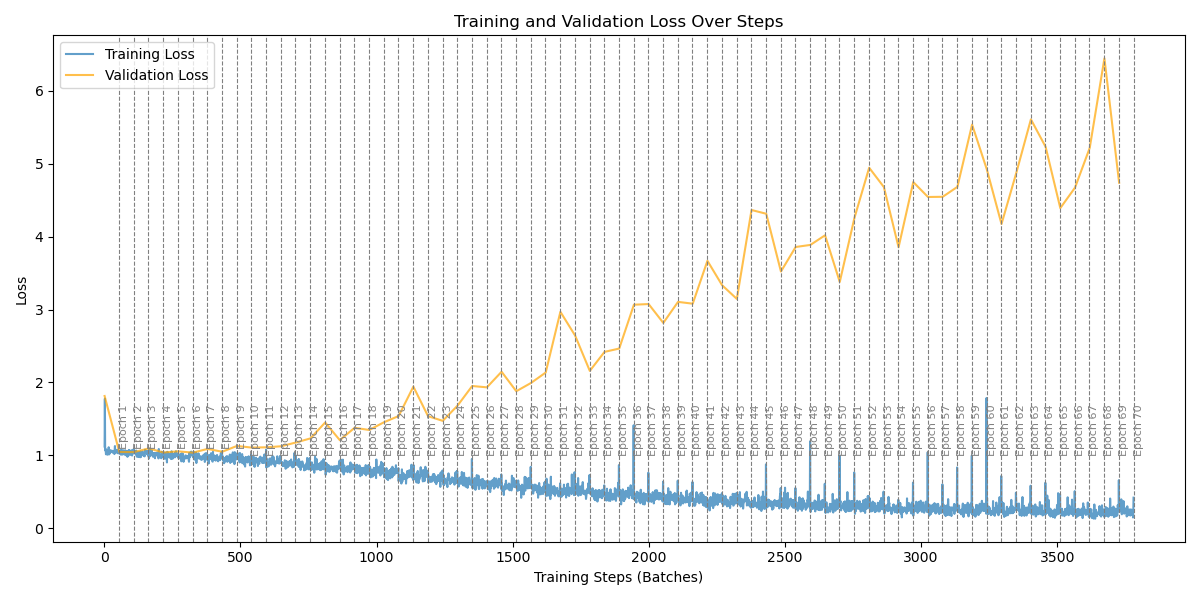 Training and Validation Loss Over Steps
Training Loss
Validation Loss
Loss
6
5
4
3
2
1
0
Epoch 1
Epoch 2
Epoch 3
Epoch 4
Epoch 5
Epoch 6
Epoch 7
Epoch 8
Epoch 9
Epoch 10
Epoch 11
Epoch 12
Epoch 13
Epoch 14
Epoch 15
Epoch 16
Epoch 17
Epoch 18
Epoch 19
Epoch 20
Epoch 21
Epoch 22
Epoch 23
Epoch 24
Epoch 25
Epoch 26
Epoch 27
Epoch 28
Epoch 29
Epoch 30
Epoch 31
Epoch 32
Epoch 33
Epoch 34
Epoch 35
Epoch 36
Epoch 37
Epoch 38
Epoch 39
Epoch 40
Epoch 41
Epoch 42
Epoch 43
Epoch 44
Epoch 45
Epoch 46
Epoch 47
Epoch 48
Epoch 49
Epoch 50
Epoch 51
Epoch 52
Epoch 53
Epoch 54
Epoch 55
Epoch 56
Epoch 57
Epoch 58
Epoch 59
Epoch 60
Epoch 61
Epoch 62
Epoch 63
Epoch 64
Epoch 65
Epoch 66
Epoch 67
Epoch 68
Epoch 69
Epoch 70
0 500 1000 1500 2000 2500 3000 3500
Training Steps (Batches)